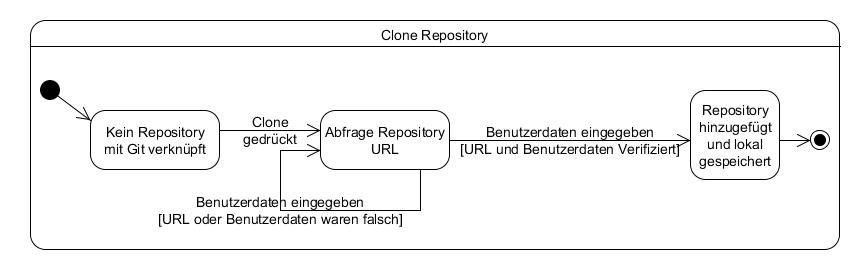 Clone Repository
Kein Repository
mit Git verknüpft
Clone
gedrückt
Abfrage Repository
URL
Benutzerdaten eingegeben
[URL und Benutzerdaten Verifiziert]
Repository
hinzugefügt
und lokal
gespeichert
Benutzerdaten eingegeben
[URL oder Benutzerdaten waren falsch]